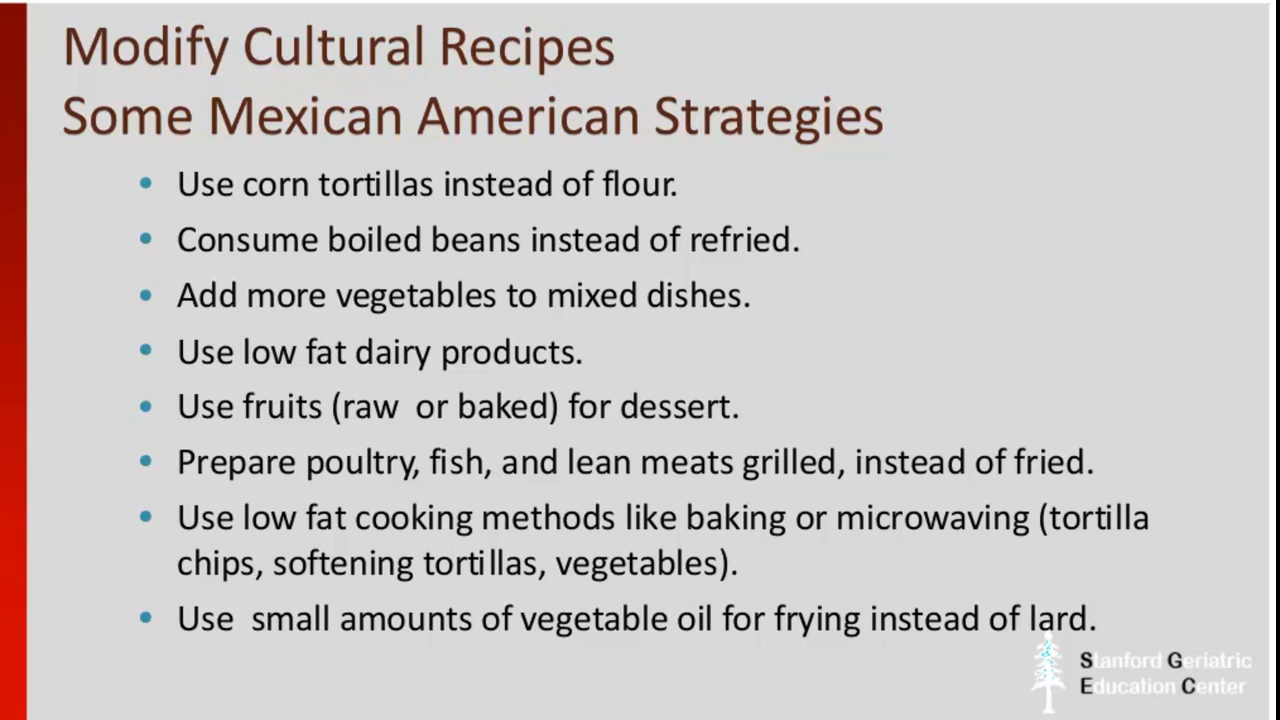 Modify Cultural Recipes
Some Mexican American Strategies
• Use corn tortillas instead of flour.
• Consume boiled beans instead of refried.
• Add more vegetables to mixed dishes.
• Use low fat dairy products.
• Use fruits (raw  or baked) for dessert.
• Prepare poultry, fish, and lean meats grilled, instead of fried.
• Use low fat cooking methods like baking or microwaving (tortilla
chips, softening tortillas, vegetables).
• Use  small amounts of vegetable oil for frying instead of lard.
Stanford Geriatric
Education Center